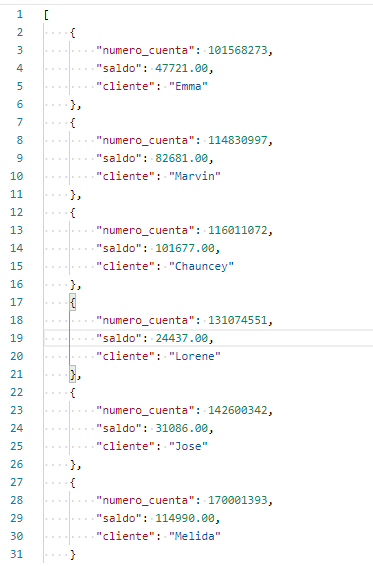 1 [
2 {
3 "numero_cuenta": 101568273,
4 "saldo": 47721.00,
5 "cliente": "Emma"
6 },
7 {
8 "numero_cuenta": 114830997,
9 "saldo": 82681.00,
10 "cliente": "Marvin"
11 },
12 {
13 "numero_cuenta": 116011072,
14 "saldo": 101677.00,
15 "cliente": "Chauncey"
16 },
17 {
18 "numero_cuenta": 131074551,
19 "saldo": 24437.00,
20 "cliente": "Lorene"
21 },
22 {
23 "numero_cuenta": 142600342,
24 "saldo": 31086.00,
25 "cliente": "Jose"
26 },
27 {
28 "numero_cuenta": 170001393,
29 "saldo": 114990.00,
30 "cliente": "Melida"
31 }